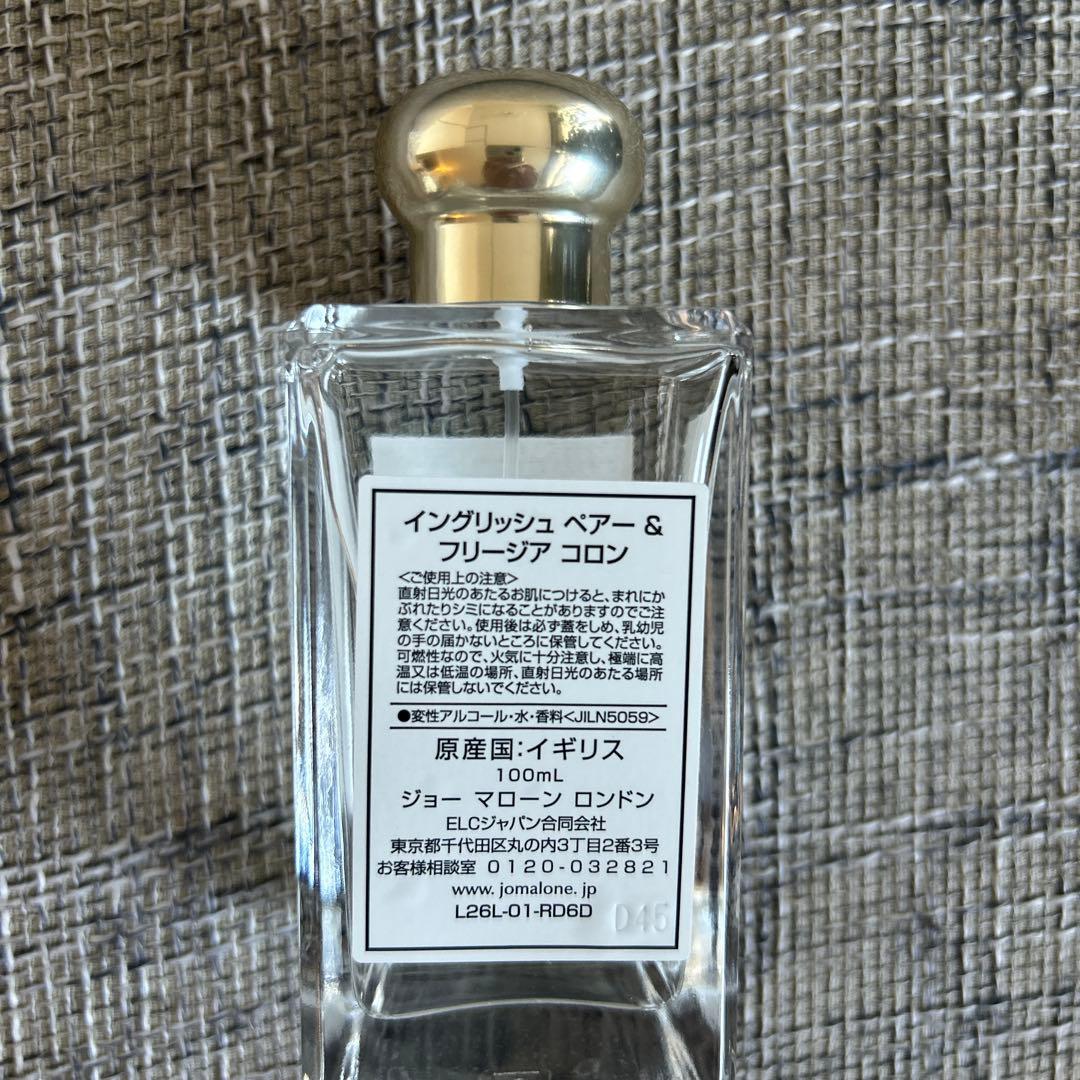 イングリッシュ ペアー &
フリージア コロン
<ご使用上の注意>
直射日光のあたるお肌につけると、まれにか
ぶれたりシミになることがありますのでご注
意ください。使用後は必ず蓋をしめ、乳幼児
の手の届かないところに保管してください。
可燃性なので、火気に十分注意し、極端に高
温又は低温の場所、直射日光のあたる場所
には保管しないでください。
●変性アルコール・水・香料<JILN5059>
原産国:イギリス
100mL
ジョー マローン ロンドン
ELCジャパン合同会社
東京都千代田区丸の内3丁目2番3号
お客様相談室 0120-032821
www. jomalone. jp
L26L-01-RD6D
D45